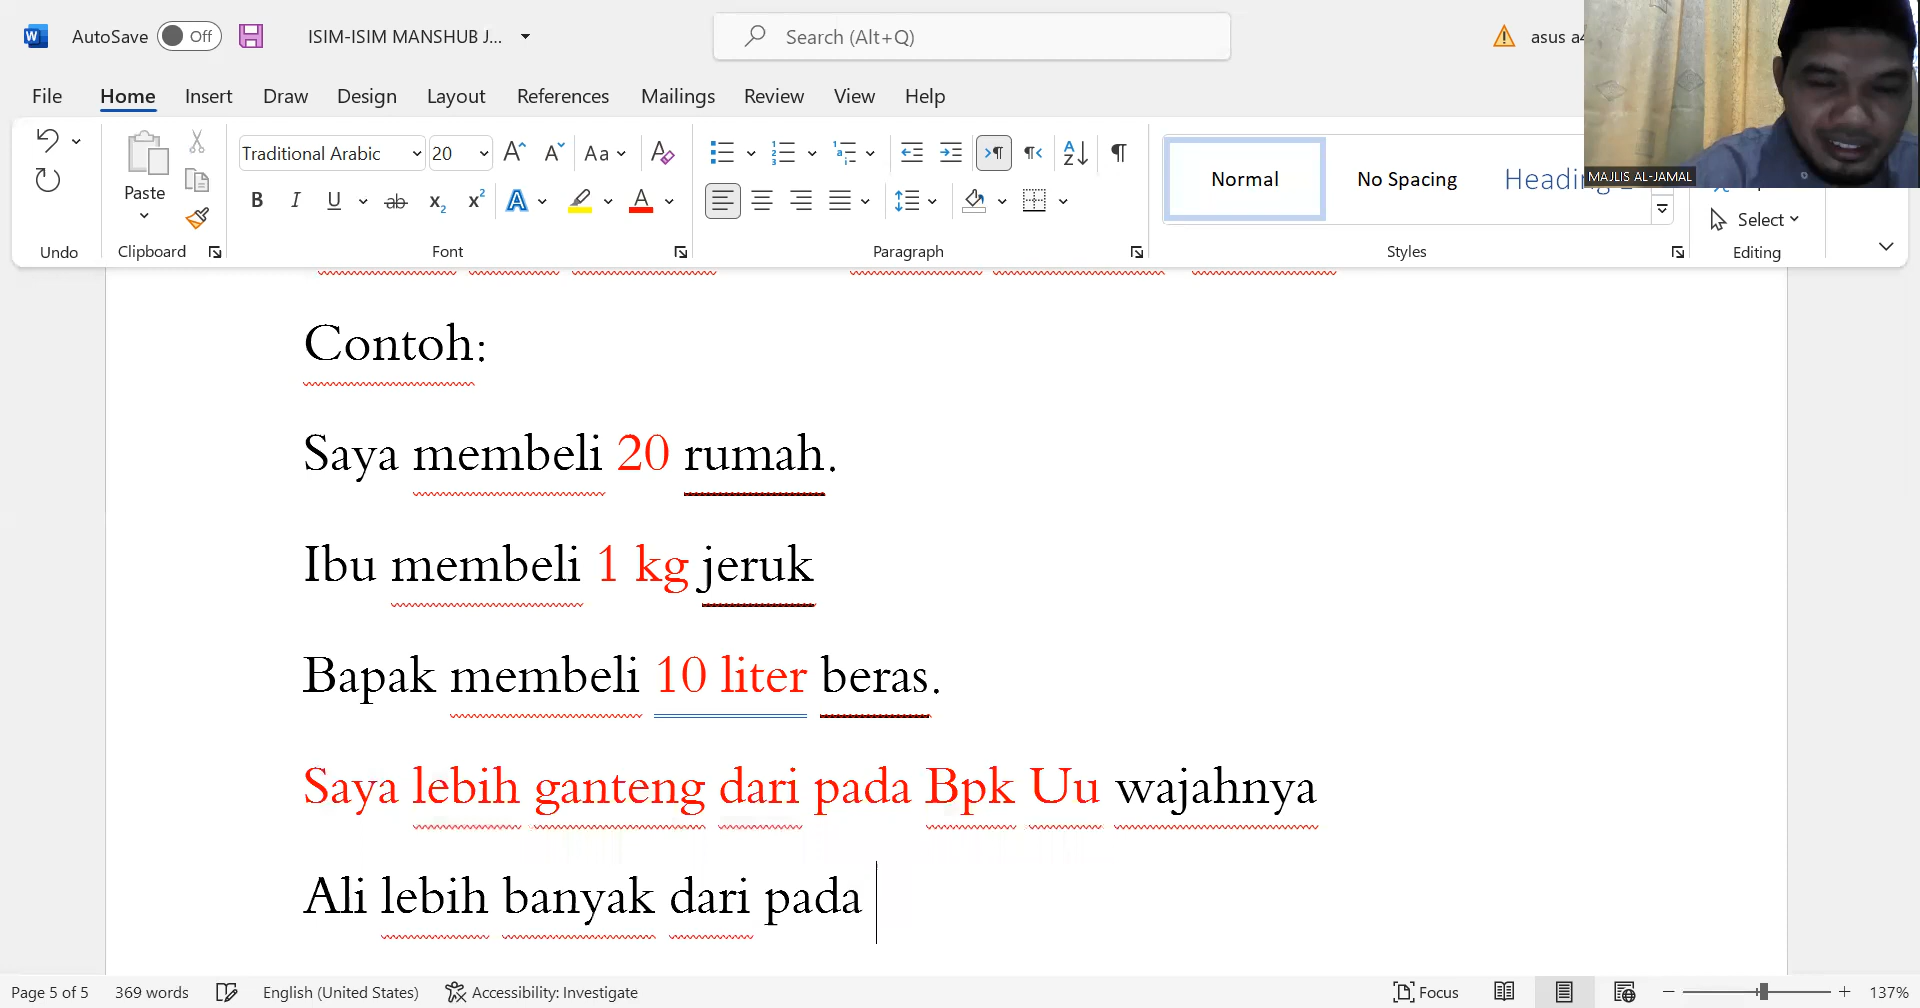 AutoSave Off ISIM-ISIM MANSHUB J... Search (Alt+Q) asus a4
File Home Insert Draw Design Layout References Mailings Review View Help
Traditional Arabic 20
Paste
Normal No Spacing Heading
MAJLIS AL-JAMAL
Select
Undo Clipboard Font Paragraph Styles Editing
Contoh:
Saya membeli 20 rumah.
Ibu membeli 1 kg jeruk
Bapak membeli 10 liter beras.
Saya lebih ganteng dari pada Bpk Uu wajahnya
Ali lebih banyak dari pada
Page 5 of 5 369 words English (United States) Accessibility: Investigate Focus 137%